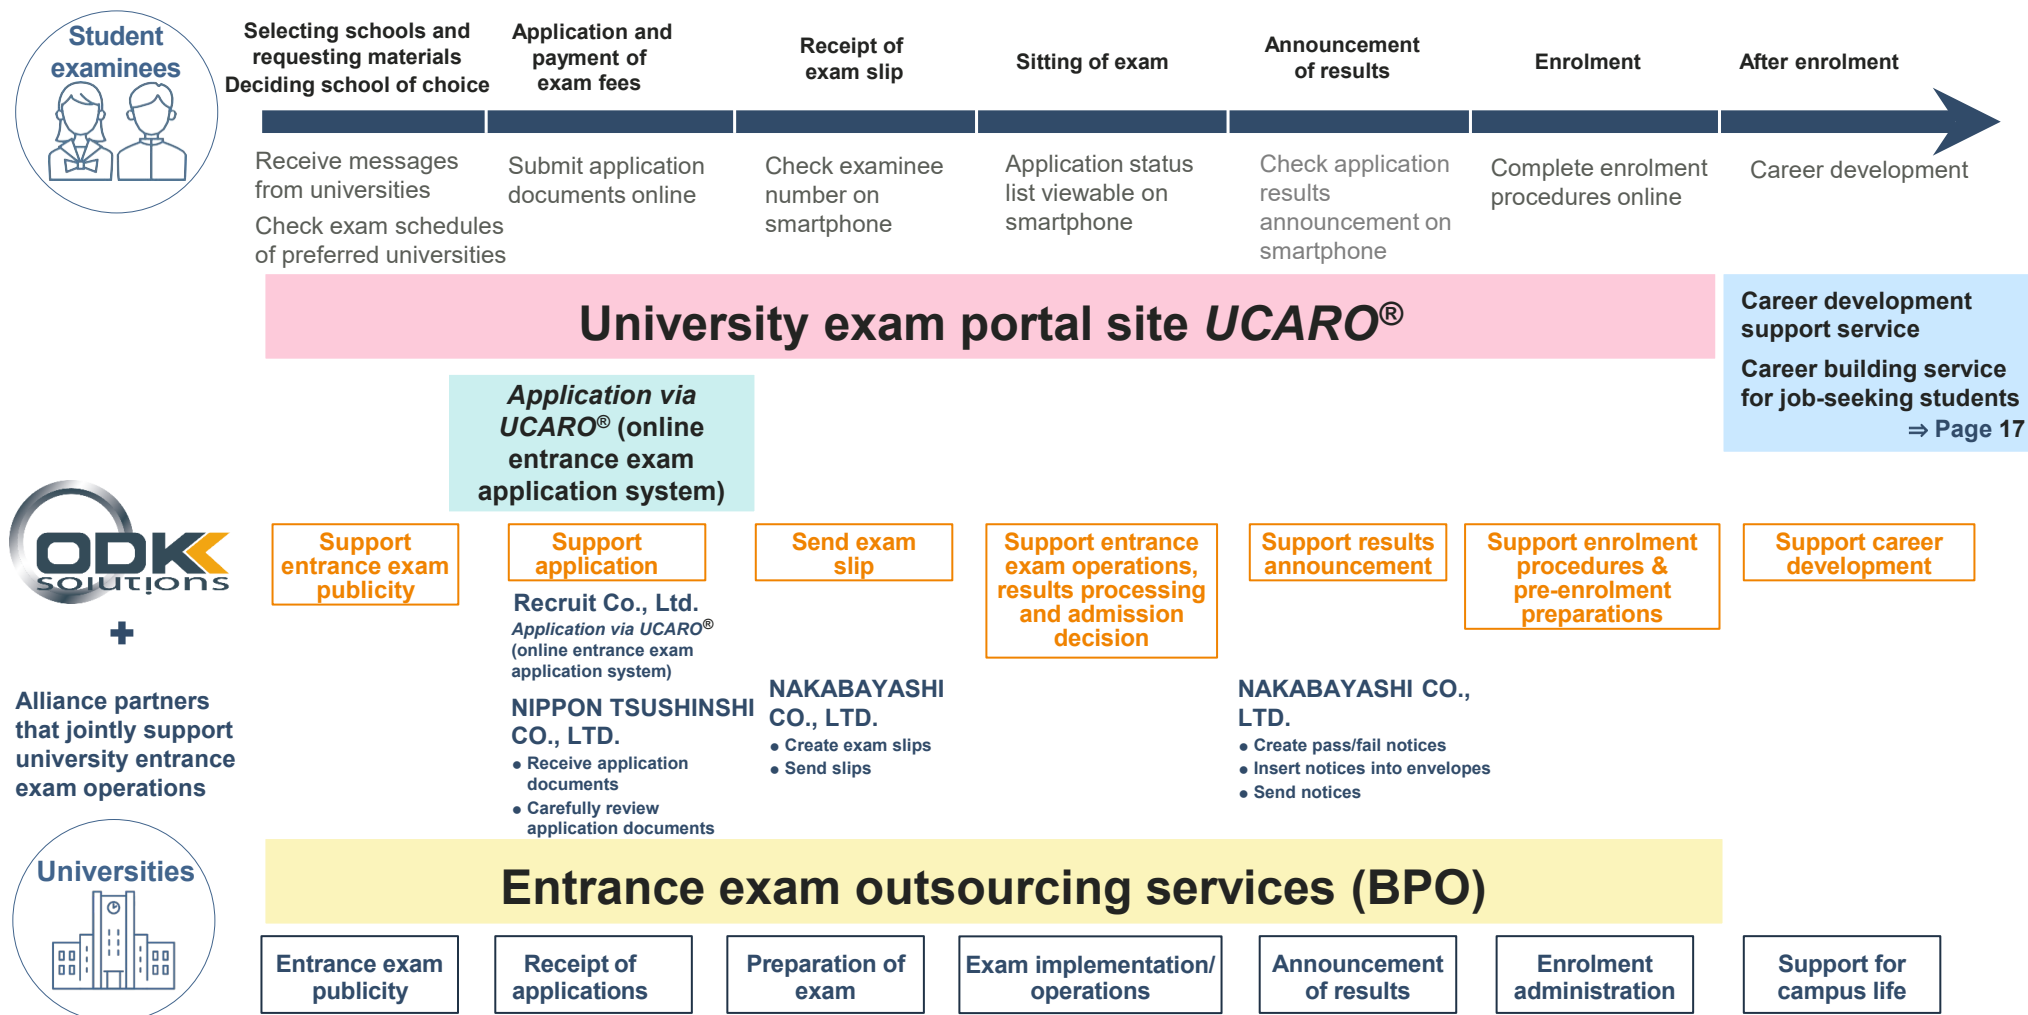 Student
examinees
Selecting schools and
requesting materials
Deciding school of choice
Application and
payment of
exam fees
Receipt of
exam slip
Sitting of exam
Announcement
of results
Enrolment
After enrolment
Receive messages
from universities
Check exam schedules
of preferred universities
Submit application
documents online
Check examinee
number on
smartphone
Application status
list viewable on
smartphone
Check application
results
announcement on
smartphone
Complete enrolment
procedures online
Career development
University exam portal site UCARO®
Career development
support service
Career building service
for job-seeking students
⇒ Page 17
Application via
UCARO® (online
entrance exam
application system)
ODK
solutions
+
Alliance partners
that jointly support
university entrance
exam operations
Support
entrance exam
publicity
Support
application
Recruit Co., Ltd.
Application via UCARO®
(online entrance exam
application system)
NIPPON TSUSHINSHI
CO., LTD.
● Receive application
documents
● Carefully review
application documents
Send exam
slip
NAKABAYASHI
CO., LTD.
● Create exam slips
● Send slips
Support entrance
exam operations,
results processing
and admission
decision
Support results
announcement
NAKABAYASHI CO.,
LTD.
● Create pass/fail notices
● Insert notices into envelopes
● Send notices
Support enrolment
procedures &
pre-enrolment
preparations
Support career
development
Universities
Entrance exam outsourcing services (BPO)
Entrance exam
publicity
Receipt of
applications
Preparation of
exam
Exam implementation/
operations
Announcement
of results
Enrolment
administration
Support for
campus life